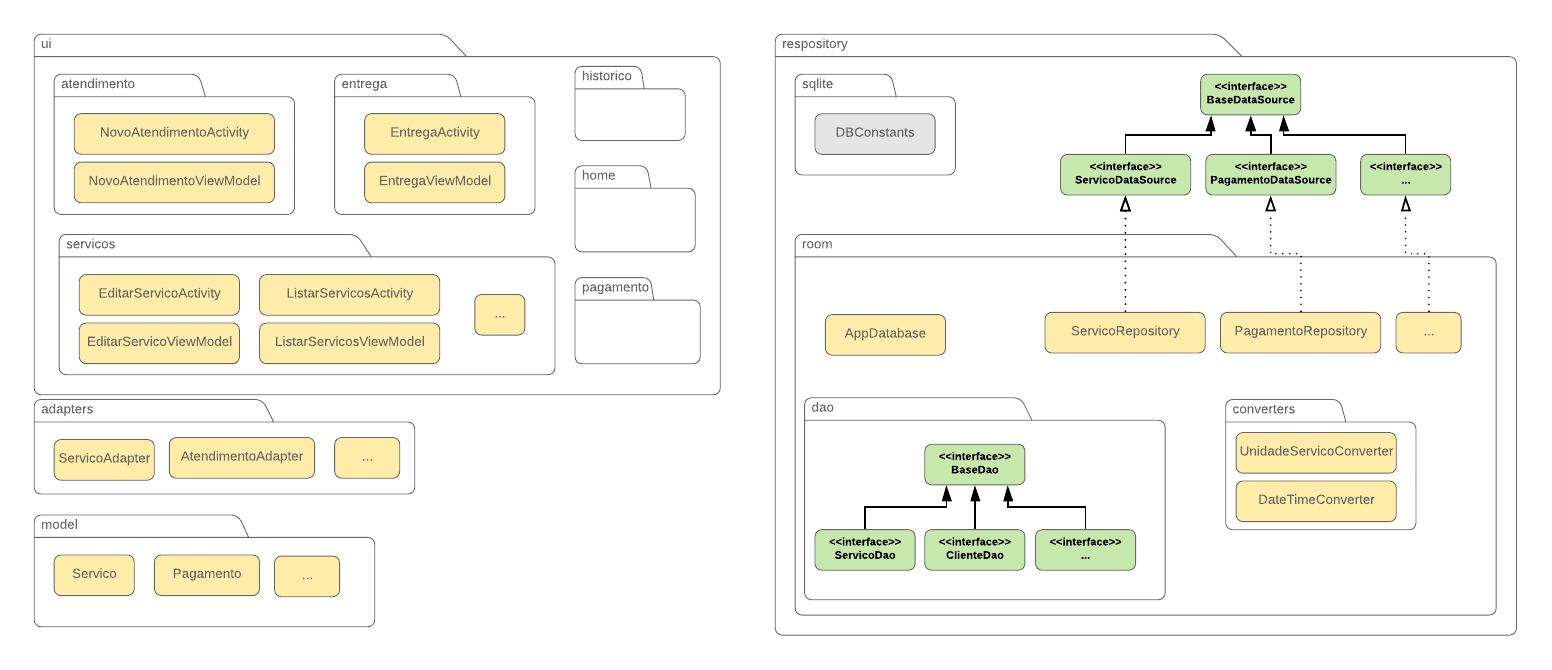 ui
atendimento
NovoAtendimentoActivity
NovoAtendimentoViewModel
entrega
EntregaActivity
EntregaViewModel
historico
home
pagamento
servicos
EditarServicoActivity
ListarServicosActivity
...
EditarServicoViewModel
ListarServicosViewModel
adapters
ServicoAdapter
AtendimentoAdapter
...
model
Servico
Pagamento
...
respository
sqlite
DBConstants
<<interface>>
BaseDataSource
<<interface>>
ServicoDataSource
<<interface>>
PagamentoDataSource
<<interface>>
...
room
AppDatabase
ServicoRepository
PagamentoRepository
...
dao
<<interface>>
BaseDao
<<interface>>
ServicoDao
<<interface>>
ClienteDao
<<interface>>
...
converters
UnidadeServicoConverter
DateTimeConverter